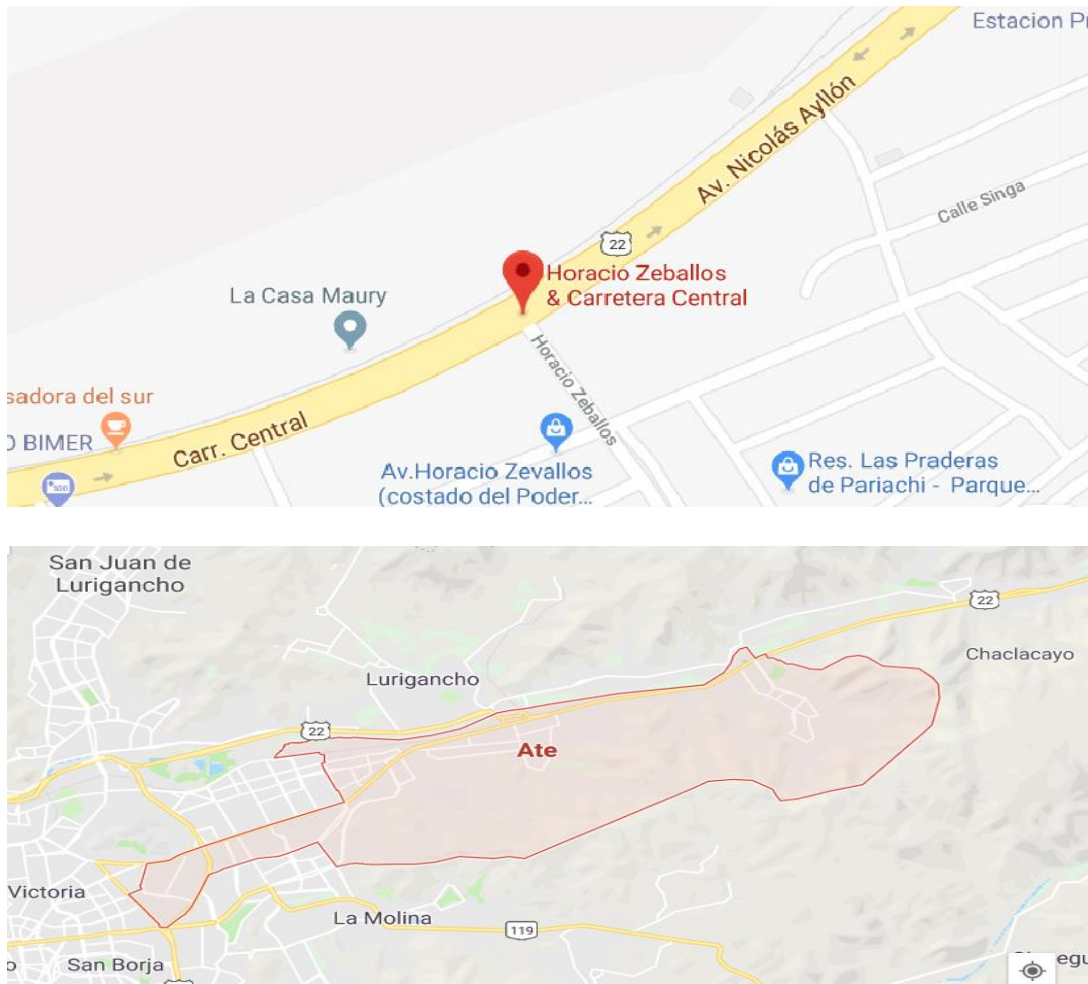 Estacion Pr
Av. Nicolás Ayllón
Calle Singa
22
Horacio Zeballos
& Carretera Central
La Casa Maury
Horacio Zeballos
sadora del sur
O BIMER
Carr. Central
Av.Horacio Zevallos
(costado del Poder...
Res. Las Praderas
de Pariachi - Parque...
San Juan de
Lurigancho
22
Chaclacayo
Lurigancho
22
Ate
Victoria
La Molina
119
San Borja